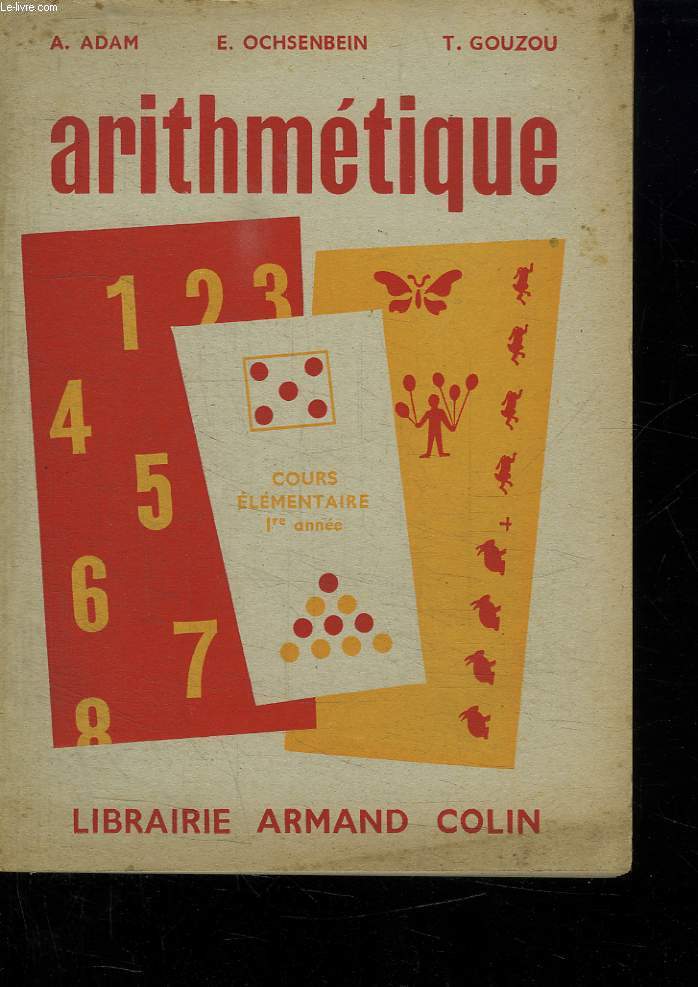 Le-livre.com
A. ADAM E. OCHSENBEIN T. GOUZOU
arithmétique
1 2 3
4
5
6
7
8
COURS
ÉLÉMENTAIRE
1re année
+
LIBRAIRIE ARMAND COLIN